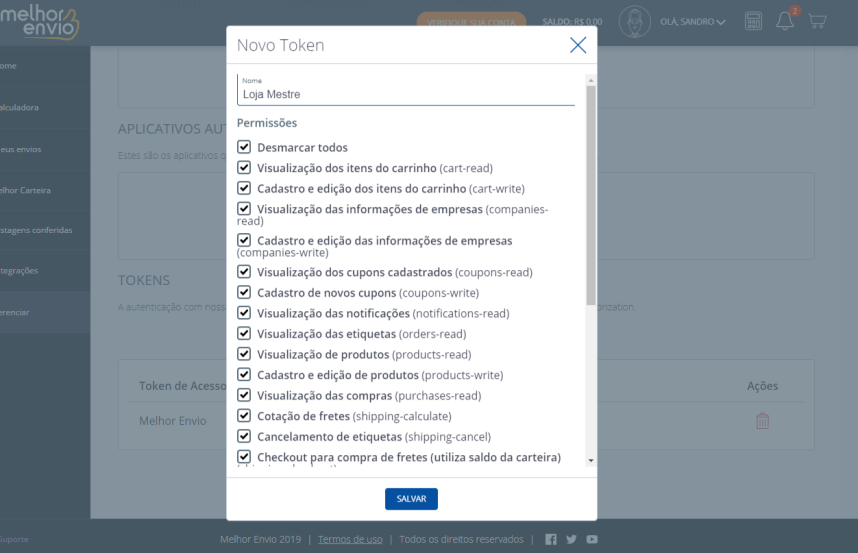 melhor
envio
VERIFIQUE SUA CONTA
SALDO: R$ 0,00
OLÁ, SANDRO
2
ome
alculadora
eus envios
elhor Carteira
ostagens conferidas
ntegrações
erenciar
Suporte
APLICATIVOS AU
Estes são os aplicativos
TOKENS
A autenticação com noss
rization.
Token de Acesso
Ações
Melhor Envio
Novo Token
Nome
Loja Mestre
Permissões
Desmarcar todos
Visualização dos itens do carrinho (cart-read)
Cadastro e edição dos itens do carrinho (cart-write)
Visualização das informações de empresas (companies-
read)
Cadastro e edição das informações de empresas
(companies-write)
Visualização dos cupons cadastrados (coupons-read)
Cadastro de novos cupons (coupons-write)
Visualização das notificações (notifications-read)
Visualização das etiquetas (orders-read)
Visualização de produtos (products-read)
Cadastro e edição de produtos (products-write)
Visualização das compras (purchases-read)
Cotação de fretes (shipping-calculate)
Cancelamento de etiquetas (shipping-cancel)
Checkout para compra de fretes (utiliza saldo da carteira)
SALVAR
Melhor Envio 2019 | Termos de uso | Todos os direitos reservados |